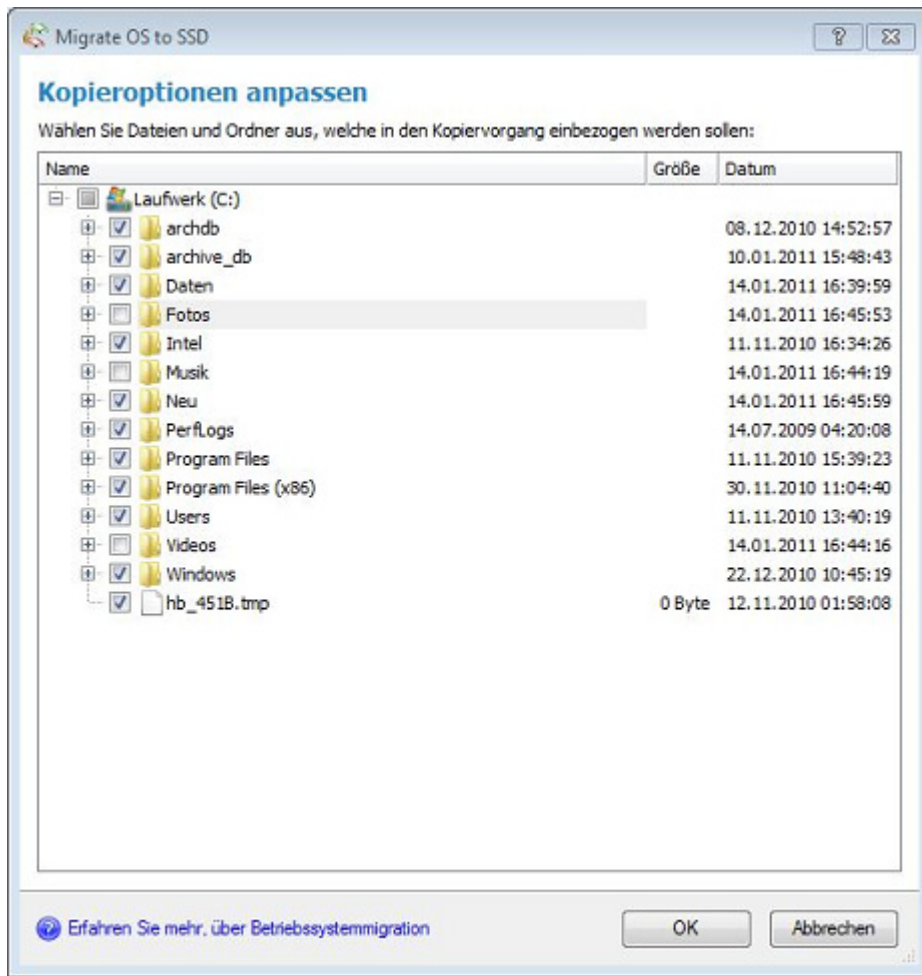 Migrate OS to SSD
Kopieroptionen anpassen
Wählen Sie Dateien und Ordner aus, welche in den Kopiervorgang einbezogen werden sollen:
Name Größe Datum
Laufwerk (C:)
archdb 08.12.2010 14:52:57
archive_db 10.01.2011 15:48:43
Daten 14.01.2011 16:39:59
Fotos 14.01.2011 16:45:53
Intel 11.11.2010 16:34:26
Musik 14.01.2011 16:44:19
Neu 14.01.2011 16:45:59
PerfLogs 14.07.2009 04:20:08
Program Files 11.11.2010 15:39:23
Program Files (x86) 30.11.2010 11:04:40
Users 11.11.2010 13:40:19
Videos 14.01.2011 16:44:16
Windows 22.12.2010 10:45:19
hb_451B.tmp 0 Byte 12.11.2010 01:58:08
Erfahren Sie mehr, über Betriebssystemmigration OK Abbrechen